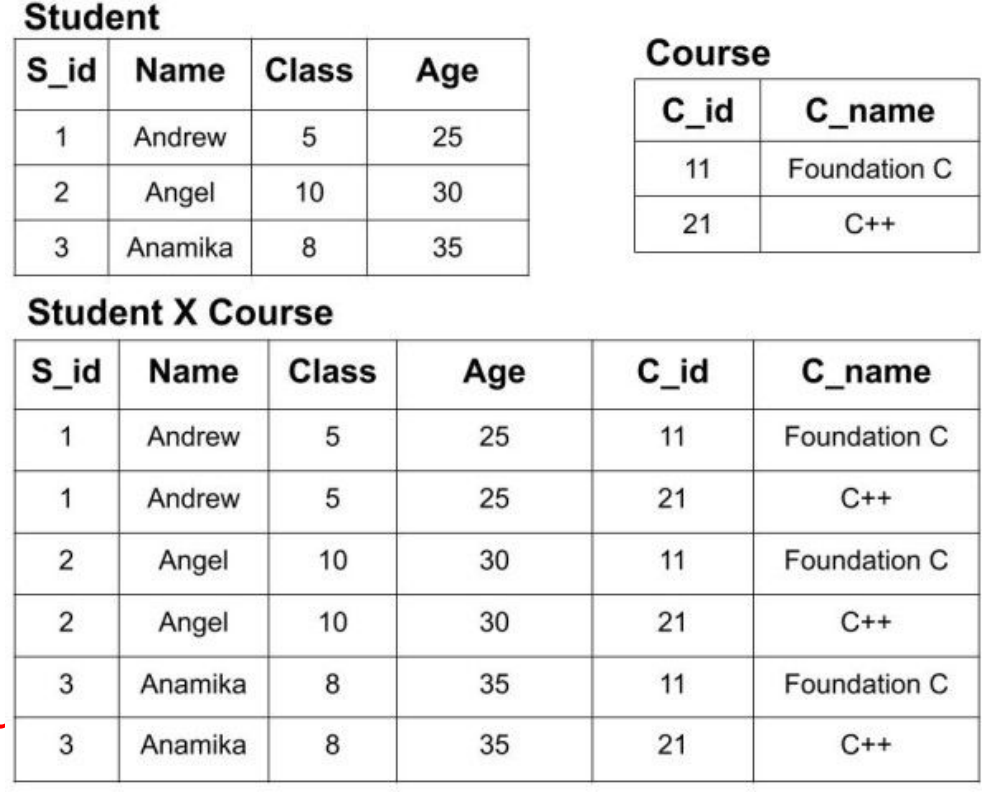 Student
S_id Name Class Age
1 Andrew 5 25
2 Angel 10 30
3 Anamika 8 35
Course
C_id C_name
11 Foundation C
21 C++
Student X Course
S_id Name Class Age C_id C_name
1 Andrew 5 25 11 Foundation C
1 Andrew 5 25 21 C++
2 Angel 10 30 11 Foundation C
2 Angel 10 30 21 C++
3 Anamika 8 35 11 Foundation C
3 Anamika 8 35 21 C++